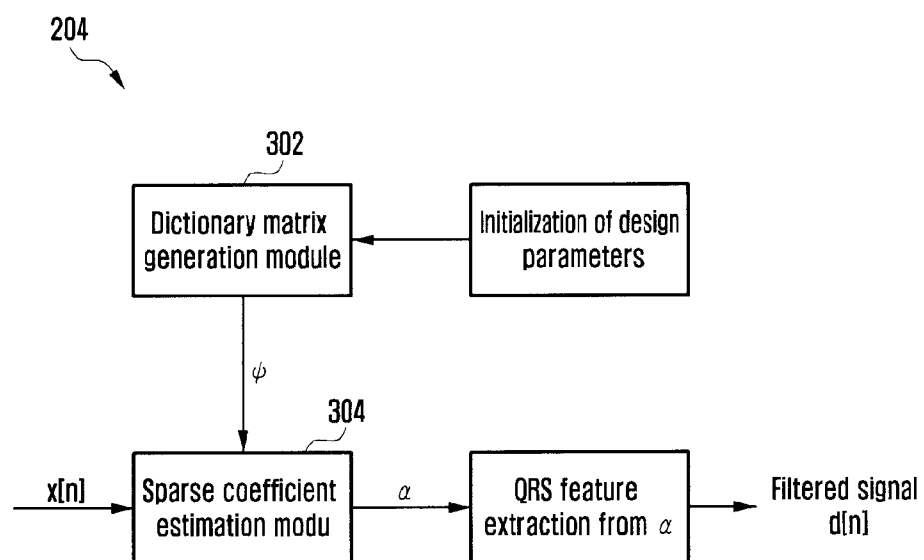 204
302
Dictionary matrix
generation module
Initialization of design
parameters
ψ
304
x[n]
Sparse coefficient
estimation modu
α
QRS feature
extraction from α
Filtered signal
d[n]